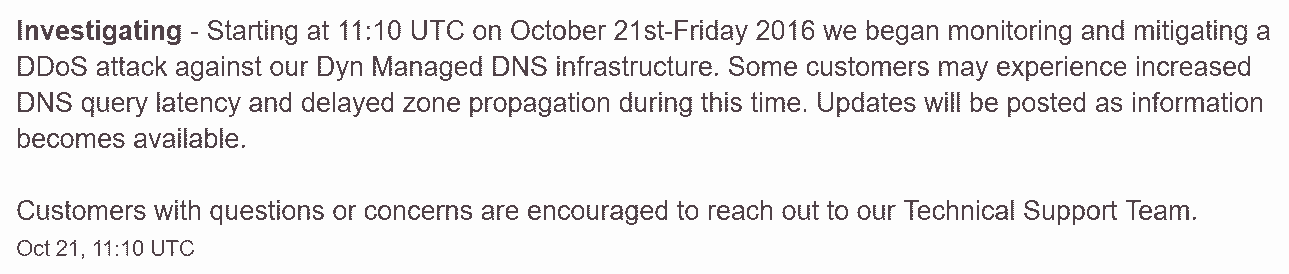 Investigating - Starting at 11:10 UTC on October 21st-Friday 2016 we began monitoring and mitigating a
DDoS attack against our Dyn Managed DNS infrastructure. Some customers may experience increased
DNS query latency and delayed zone propagation during this time. Updates will be posted as information
becomes available.
Customers with questions or concerns are encouraged to reach out to our Technical Support Team.
Oct 21, 11:10 UTC